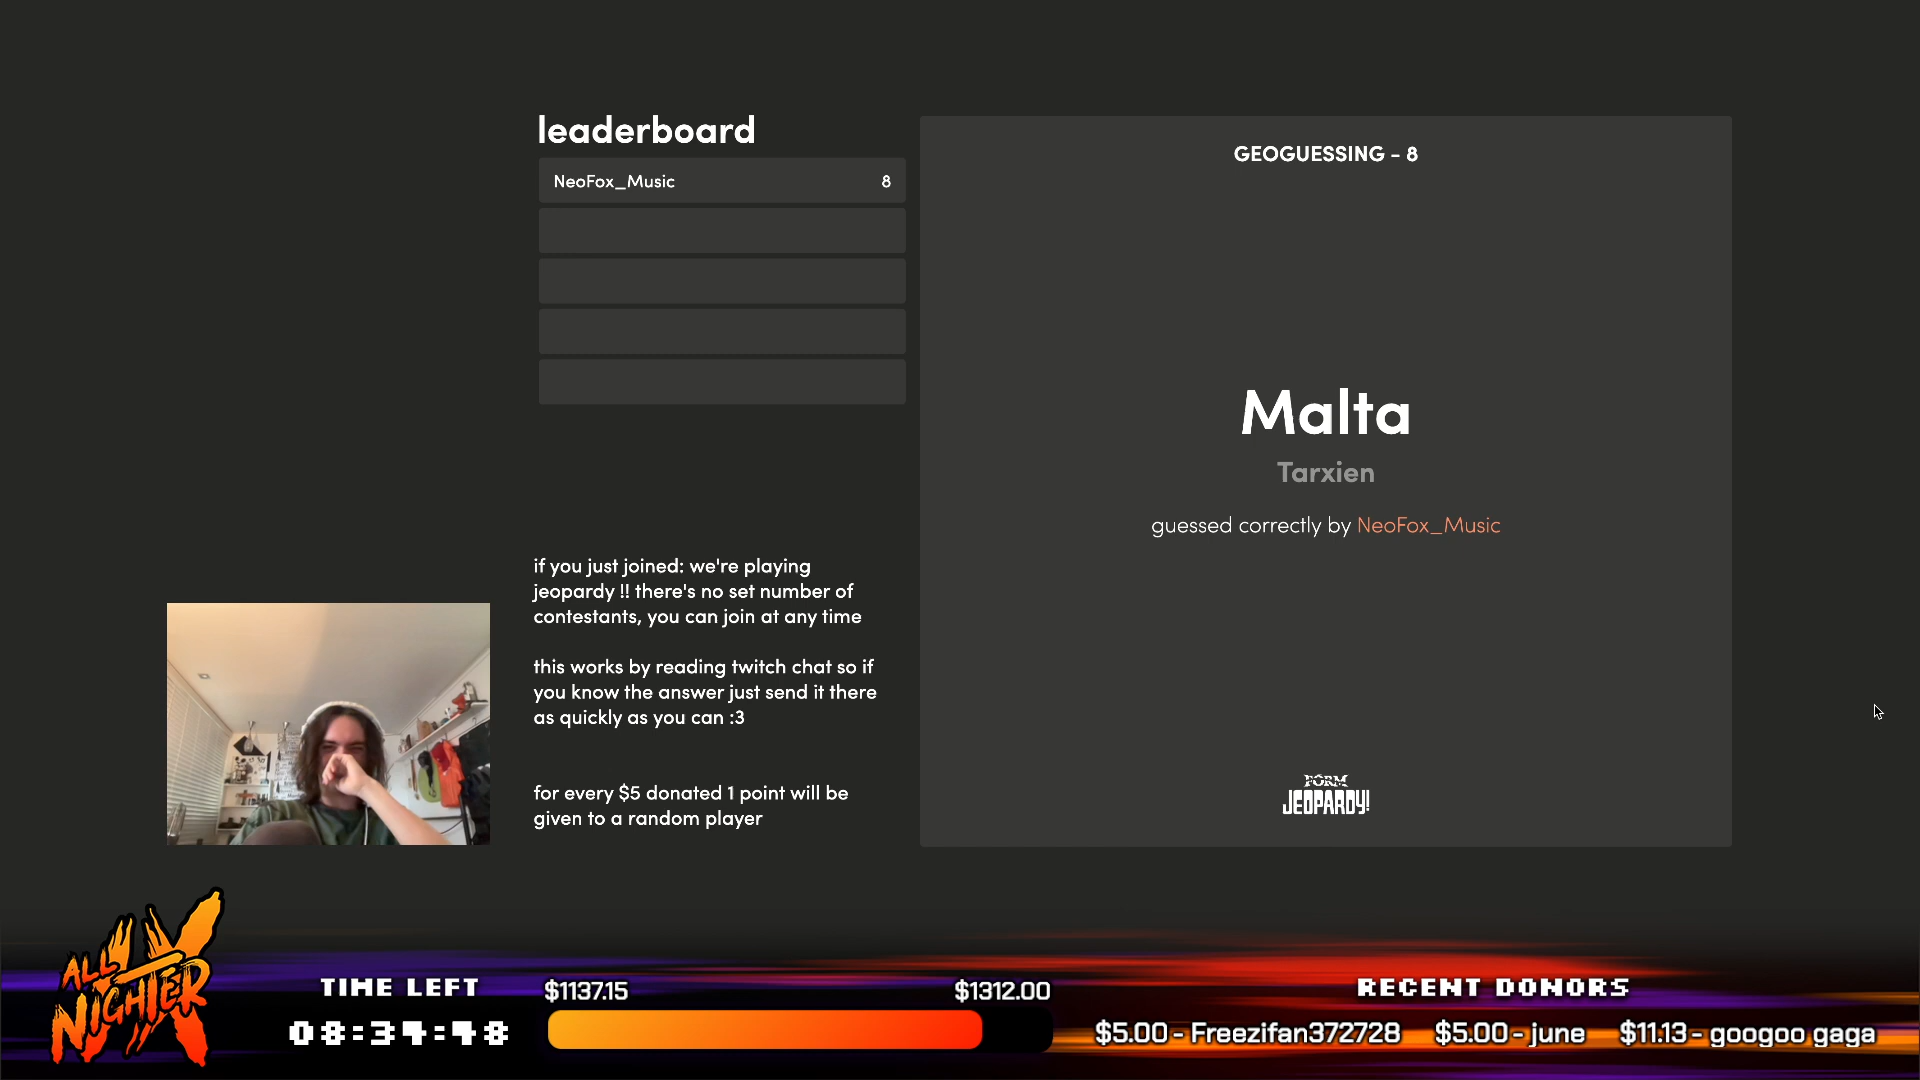 leaderboard
NeoFox_Music 8
GEOGUESSING - 8
Malta
Tarxien
guessed correctly by NeoFox_Music
if you just joined: we're playing
jeopardy !! there's no set number of
contestants, you can join at any time
this works by reading twitch chat so if
you know the answer just send it there
as quickly as you can :3
for every $5 donated 1 point will be
given to a random player
FORM
JEOPARDY!
ALL
NIGHTER
TIME LEFT
08:34:48
$1137.15
$1312.00
RECENT DONORS
$5.00 - Freezifan372728 $5.00 - june $11.13 - googoo gaga